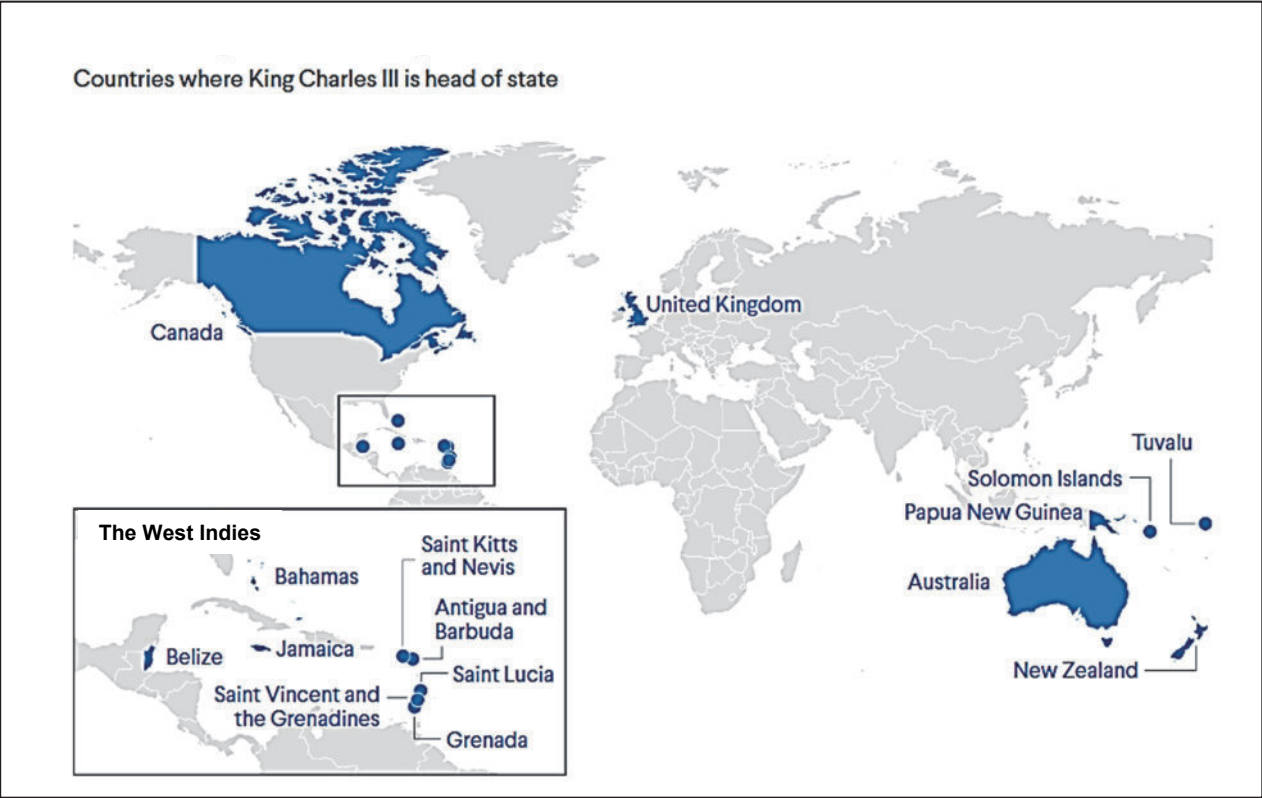 Countries where King Charles III is head of state
Canada
United Kingdom
Tuvalu
Solomon Islands
Papua New Guinea
Australia
New Zealand
The West Indies
Saint Kitts
and Nevis
Bahamas
Antigua and
Barbuda
Jamaica
Belize
Saint Lucia
Saint Vincent and
the Grenadines
Grenada